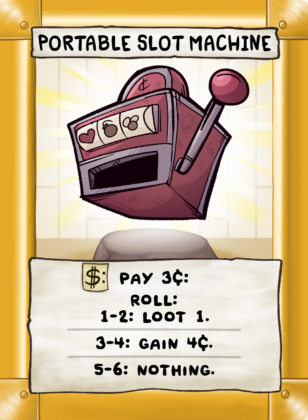 PORTABLE SLOT MACHINE
¢
$: PAY 3¢:
ROLL:
1-2: LOOT 1.
3-4: GAIN 4¢.
5-6: NOTHING.